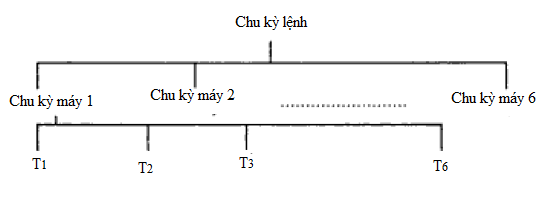 Chu kỳ lệnh
Chu kỳ máy 1 Chu kỳ máy 2 Chu kỳ máy 6
T1 T2 T3 T6